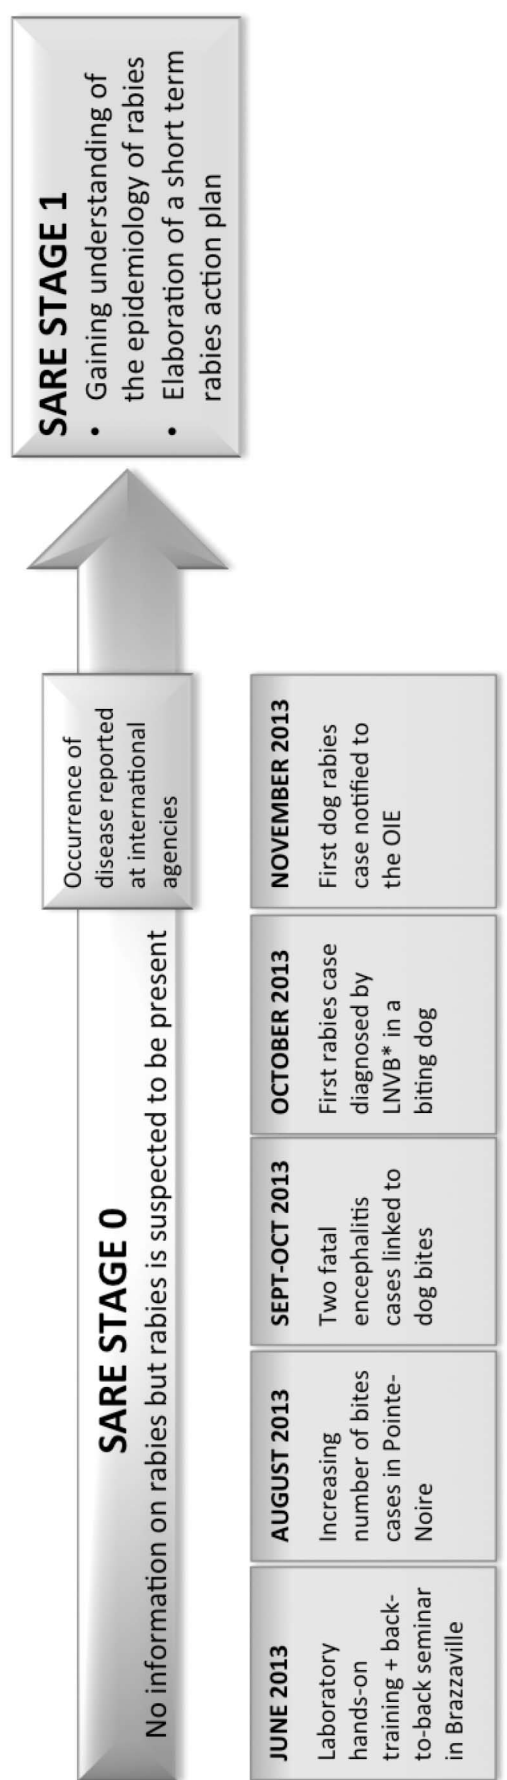 SARE STAGE 0
No information on rabies but rabies is suspected to be present
Occurrence of
disease reported
at international
agencies
SARE STAGE 1
• Gaining understanding of
the epidemiology of rabies
• Elaboration of a short term
rabies action plan
JUNE 2013
Laboratory
hands-on
training + back-
to-back seminar
in Brazzaville
AUGUST 2013
Increasing
number of bites
cases in Pointe-
Noire
SEPT-OCT 2013
Two fatal
encephalitis
cases linked to
dog bites
OCTOBER 2013
First rabies case
diagnosed by
LNVB* in a
biting dog
NOVEMBER 2013
First dog rabies
case notified to
the OIE